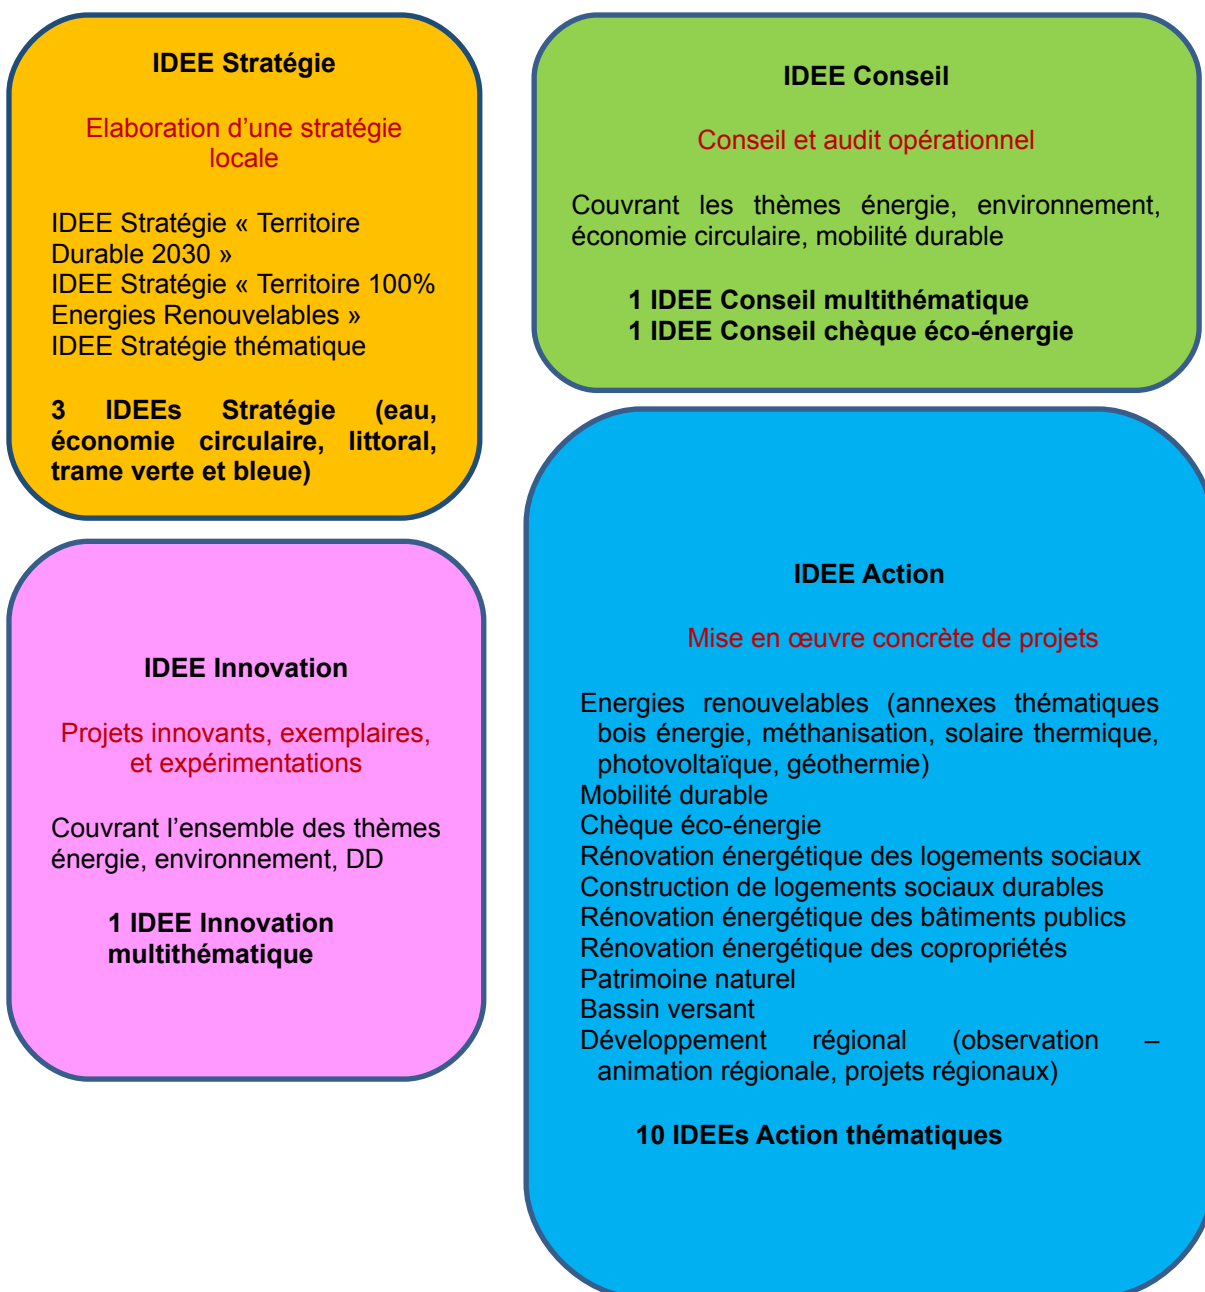 IDEE Stratégie
Elaboration d’une stratégie
locale
IDEE Stratégie « Territoire
Durable 2030 »
IDEE Stratégie « Territoire 100%
Energies Renouvelables »
IDEE Stratégie thématique
3 IDEEs Stratégie (eau,
économie circulaire, littoral,
trame verte et bleue)
IDEE Conseil
Conseil et audit opérationnel
Couvrant les thèmes énergie, environnement,
économie circulaire, mobilité durable
1 IDEE Conseil multithématique
1 IDEE Conseil chèque éco-énergie
IDEE Innovation
Projets innovants, exemplaires,
et expérimentations
Couvrant l’ensemble des thèmes
énergie, environnement, DD
1 IDEE Innovation
multithématique
IDEE Action
Mise en œuvre concrète de projets
Energies renouvelables (annexes thématiques
bois énergie, méthanisation, solaire thermique,
photovoltaïque, géothermie)
Mobilité durable
Chèque éco-énergie
Rénovation énergétique des logements sociaux
Construction de logements sociaux durables
Rénovation énergétique des bâtiments publics
Rénovation énergétique des copropriétés
Patrimoine naturel
Bassin versant
Développement régional (observation –
animation régionale, projets régionaux)
10 IDEEs Action thématiques